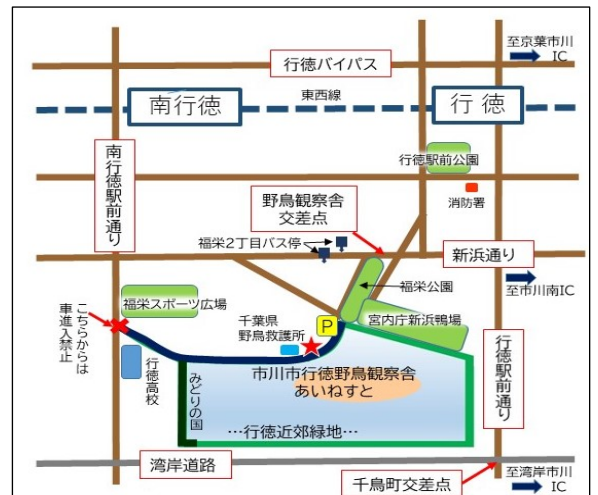 至京葉市川
IC
行徳バイパス
南行徳
東西線
行徳
南行徳駅前通り
行徳駅前公園
野鳥観察舎
交差点
消防署
福栄2丁目バス停
新浜通り
福栄公園
至市川南IC
こちらからは
車進入禁止
福栄スポーツ広場
千葉県
野鳥救護所
P
宮内庁新浜鴨場
行徳高校
みどりの国
市川市行徳野鳥観察舎
あいねすと
行徳駅前通り
…行徳近郊緑地…
湾岸道路
千鳥町交差点
至湾岸市川
IC